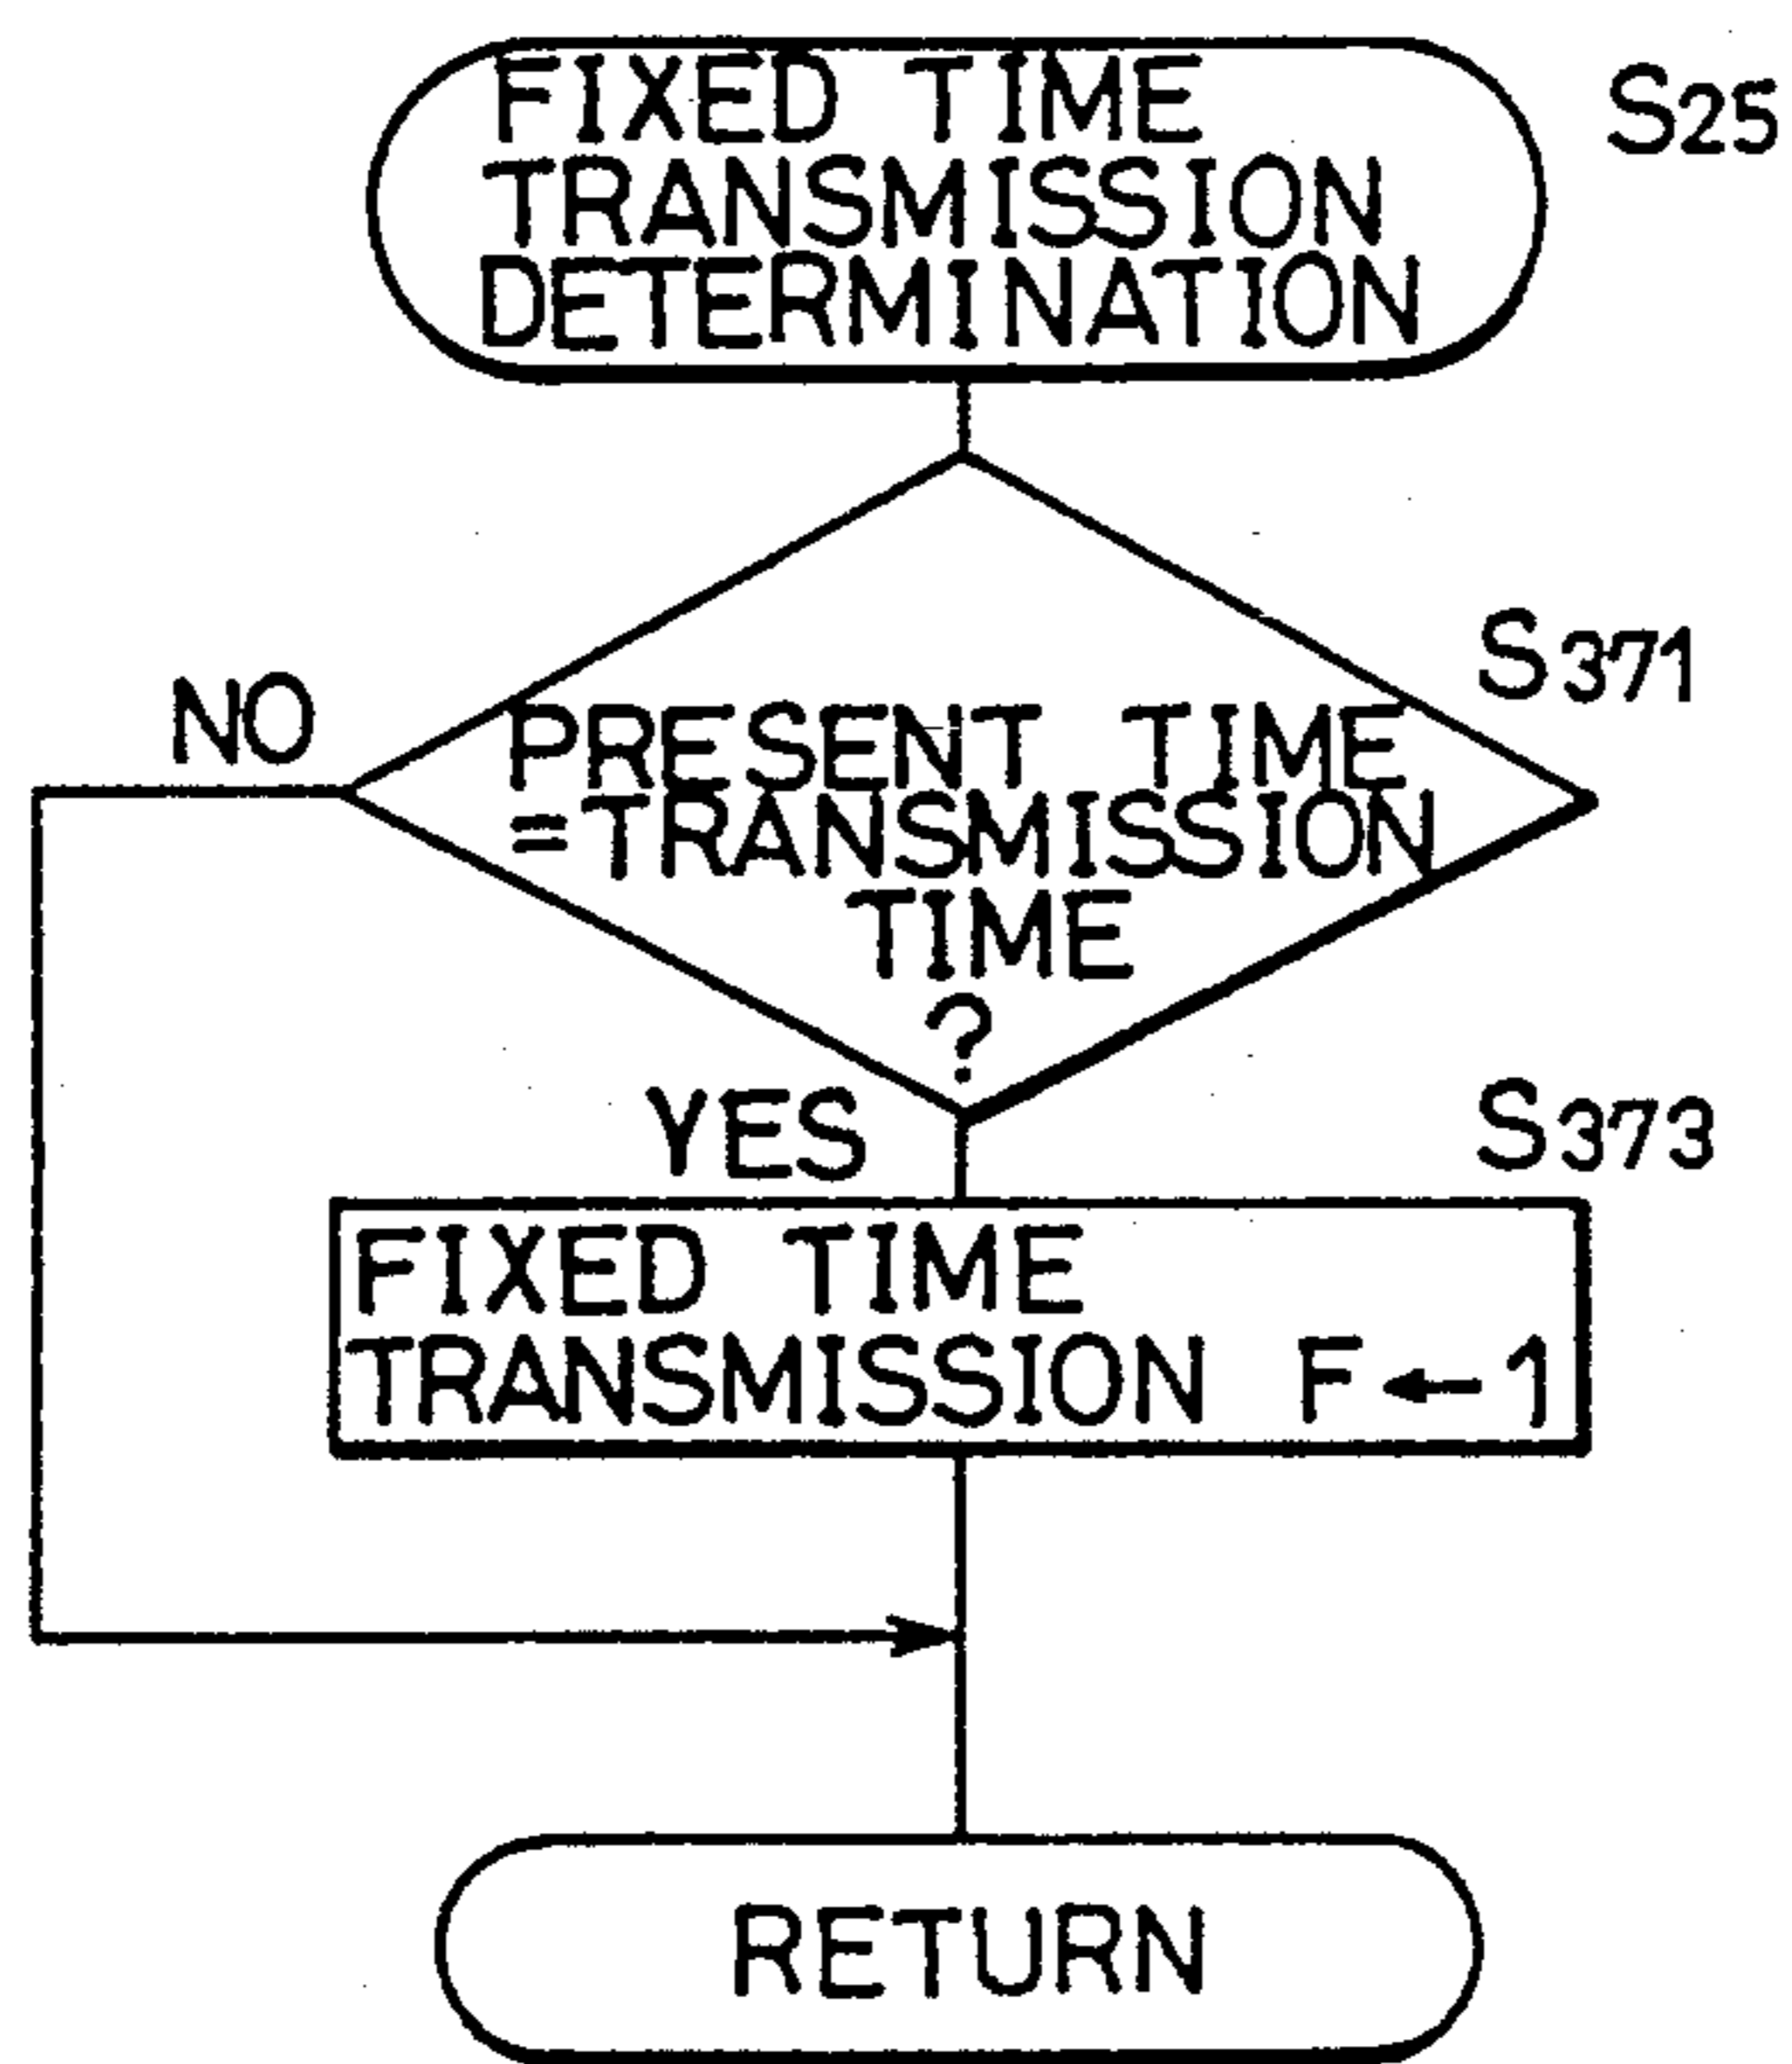 FIXED TIME
TRANSMISSION
DETERMINATION
S25
S371
NO
PRESENT TIME
=TRANSMISSION
TIME
?
YES
S373
FIXED TIME
TRANSMISSION F←1
RETURN